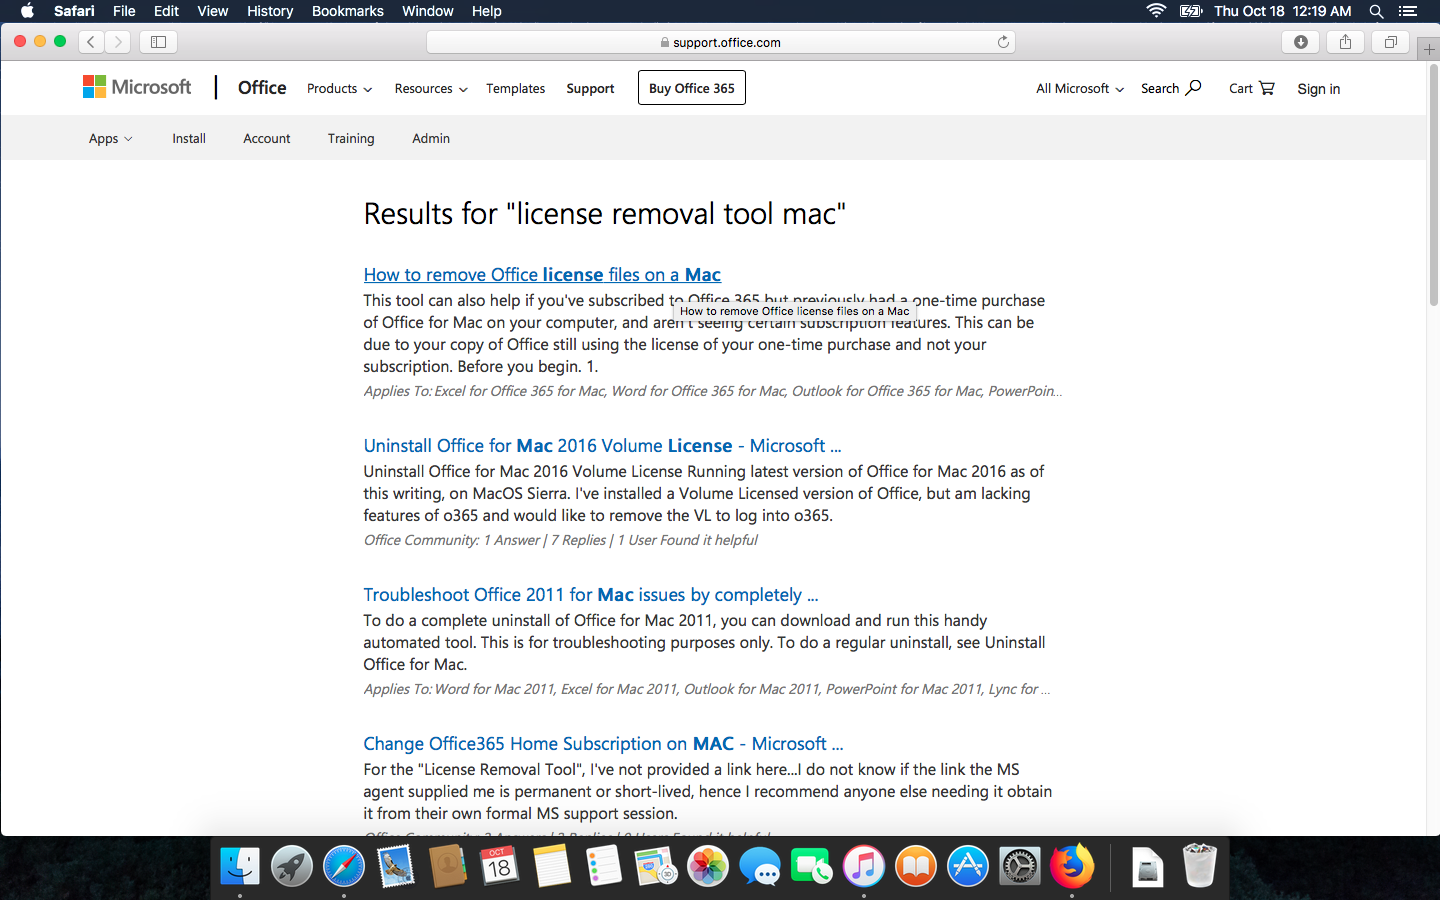 Safari File Edit View History Bookmarks Window Help Thu Oct 18 12:19 AM
support.office.com
Microsoft Office Products Resources Templates Support Buy Office 365 All Microsoft Search Cart Sign in
Apps Install Account Training Admin
Results for "license removal tool mac"
How to remove Office license files on a Mac
This tool can also help if you've subscribed to Office 365 but previously had a one-time purchase
How to remove Office license files on a Mac
of Office for Mac on your computer, and aren't seeing certain subscription features. This can be
due to your copy of Office still using the license of your one-time purchase and not your
subscription. Before you begin. 1.
Applies To: Excel for Office 365 for Mac, Word for Office 365 for Mac, Outlook for Office 365 for Mac, PowerPoin...
Uninstall Office for Mac 2016 Volume License - Microsoft ...
Uninstall Office for Mac 2016 Volume License Running latest version of Office for Mac 2016 as of
this writing, on MacOS Sierra. I've installed a Volume Licensed version of Office, but am lacking
features of o365 and would like to remove the VL to log into o365.
Office Community: 1 Answer | 7 Replies | 1 User Found it helpful
Troubleshoot Office 2011 for Mac issues by completely ...
To do a complete uninstall of Office for Mac 2011, you can download and run this handy
automated tool. This is for troubleshooting purposes only. To do a regular uninstall, see Uninstall
Office for Mac.
Applies To: Word for Mac 2011, Excel for Mac 2011, Outlook for Mac 2011, PowerPoint for Mac 2011, Lync for ...
Change Office365 Home Subscription on MAC - Microsoft ...
For the "License Removal Tool", I've not provided a link here...I do not know if the link the MS
agent supplied me is permanent or short-lived, hence I recommend anyone else needing it obtain
it from their own formal MS support session.
OCT
18
3D